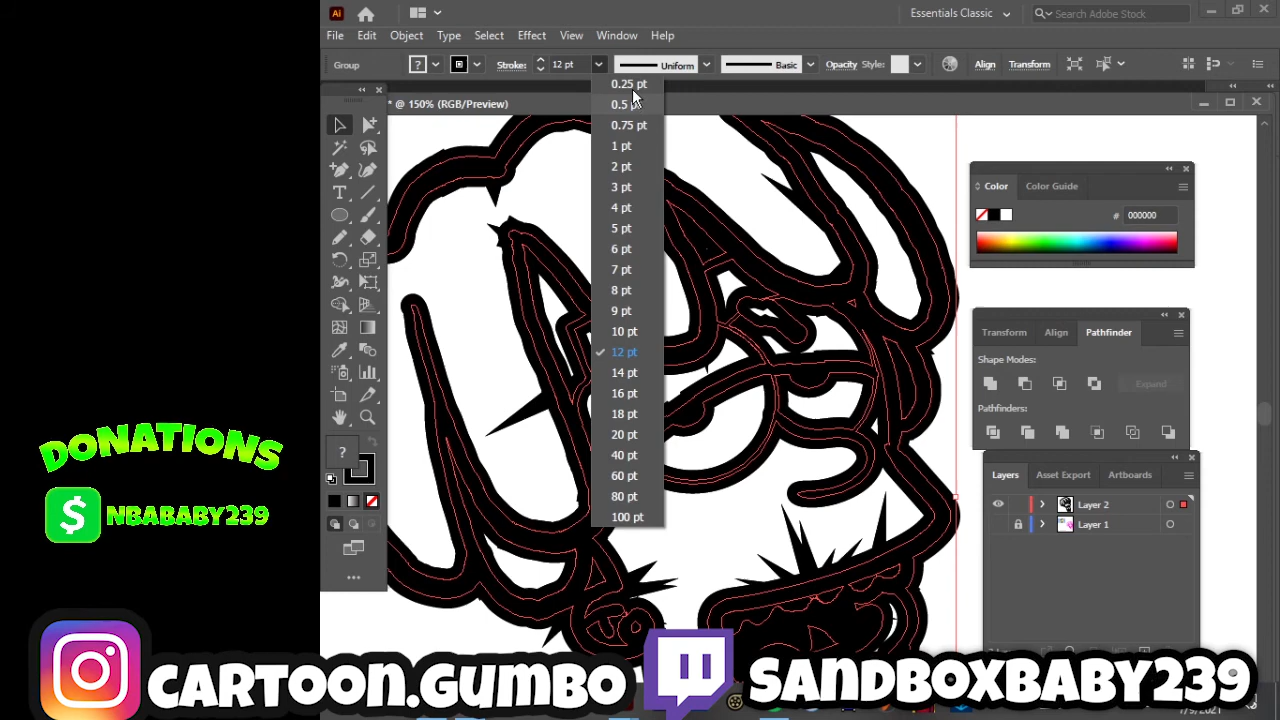 Ai
Essentials Classic
Search Adobe Stock
File Edit Object Type Select Effect View Window Help
Group
?
Stroke: 12 pt
Uniform
Basic
Opacity Style:
Align
Transform
* @ 150% (RGB/Preview)
0.25 pt
0.5
0.75 pt
1 pt
2 pt
3 pt
4 pt
5 pt
6 pt
7 pt
8 pt
9 pt
10 pt
12 pt
14 pt
16 pt
18 pt
20 pt
40 pt
60 pt
80 pt
100 pt
?
Color Color Guide
# 000000
Transform Align Pathfinder
Shape Modes:
Expand
Pathfinders:
Layers Asset Export Artboards
Layer 2
Layer 1
DONATIONS
$ NBABABY239
CARTOON.GUMBO
SANDBOXBABY239